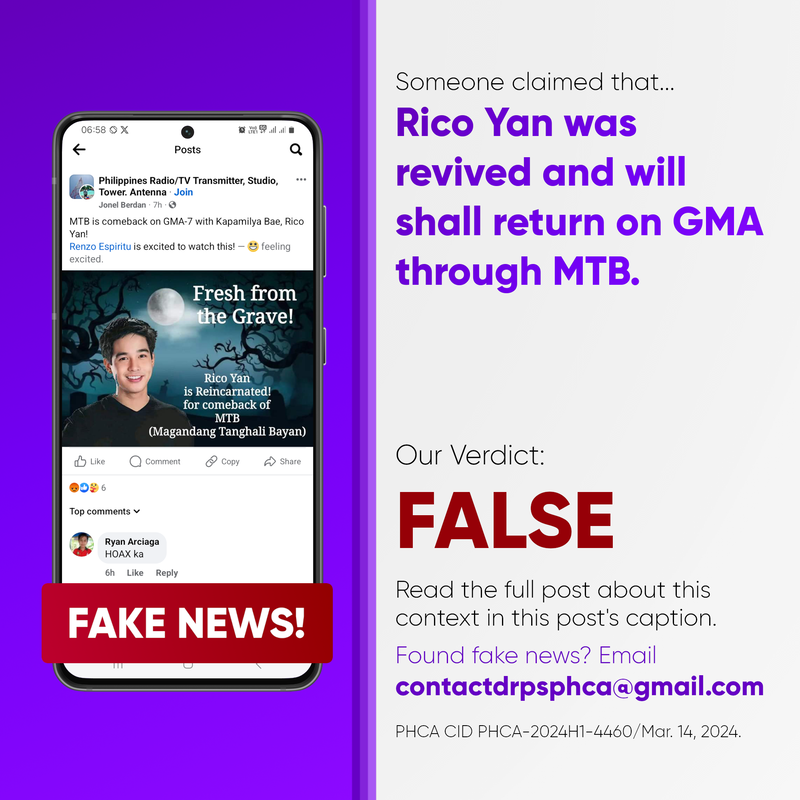 06:58
Posts
Philippines Radio/TV Transmitter, Studio,
Tower. Antenna · Join
Jonel Berdan · 7h ·
MTB is comeback on GMA-7 with Kapamilya Bae, Rico
Yan!
Renzo Espiritu is excited to watch this! — 😁 feeling
excited.
Fresh from
the Grave!
Rico Yan
is Reincarnated!
for comeback of
MTB
(Magandang Tanghali Bayan)
Like Comment Copy Share
6
Top comments
Ryan Arciaga
HOAX ka
6h Like Reply
FAKE NEWS!
Someone claimed that...
Rico Yan was
revived and will
shall return on GMA
through MTB.
Our Verdict:
FALSE
Read the full post about this
context in this post's caption.
Found fake news? Email
contactdrpsphca@gmail.com
PHCA CID PHCA-2024H1-4460/Mar. 14, 2024.